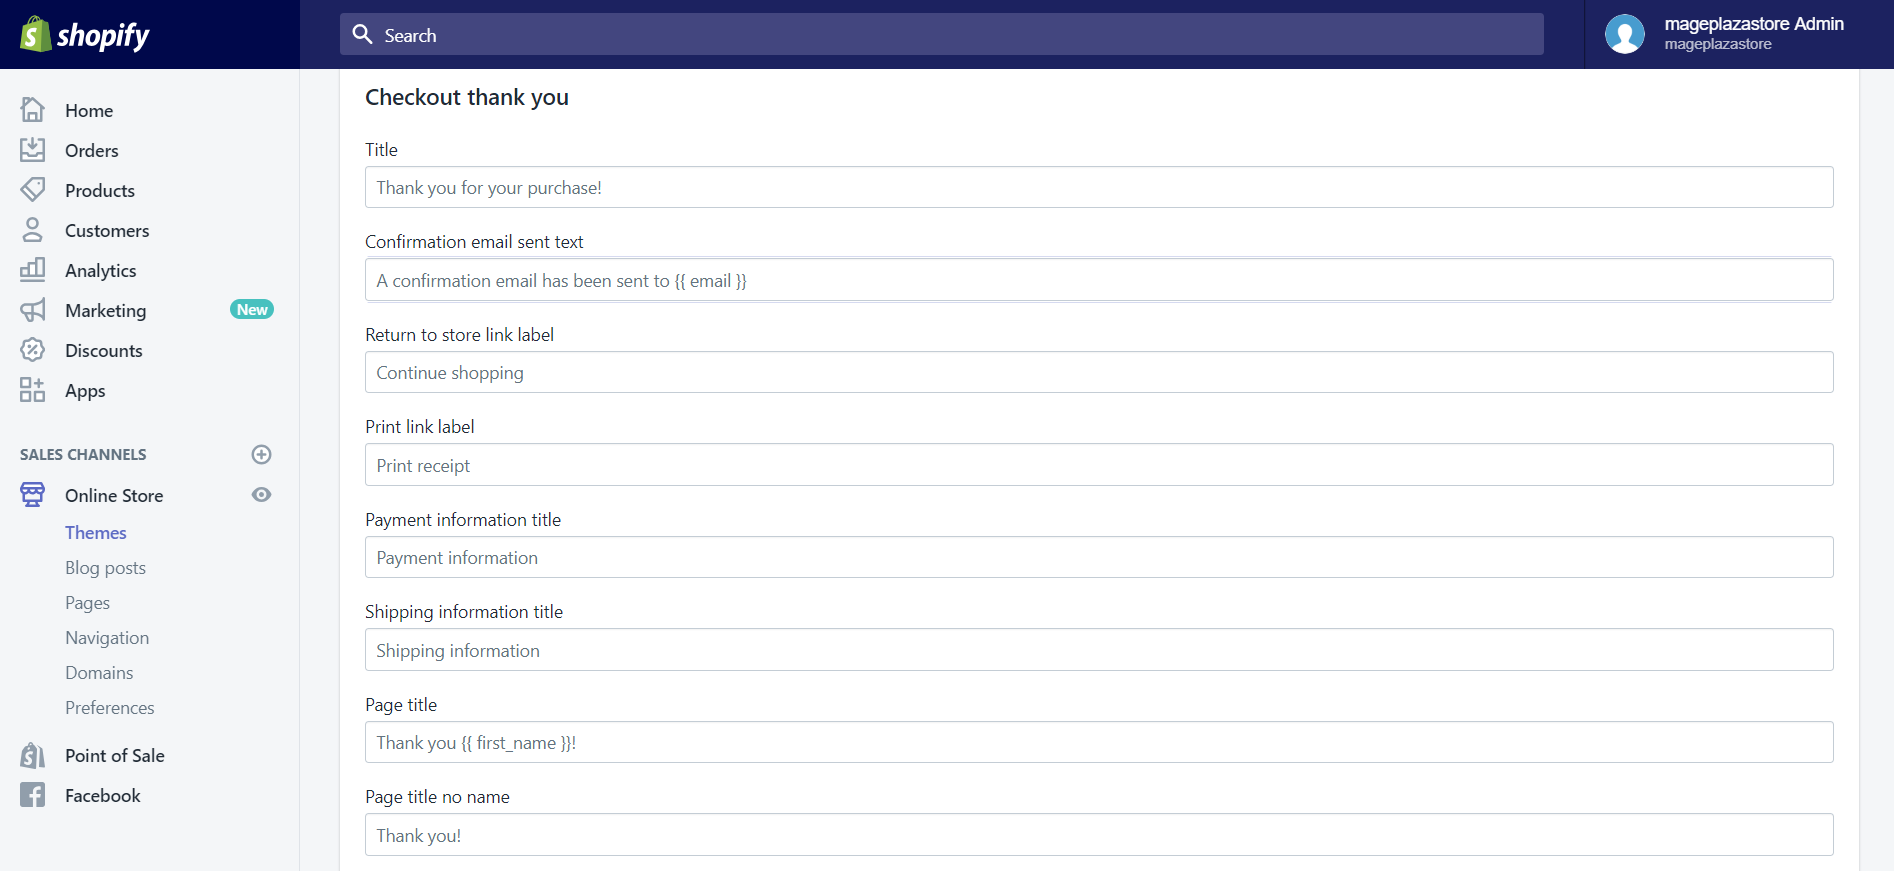 shopify
Search
mageplazastore Admin
mageplazastore
Home
Orders
Products
Customers
Analytics
Marketing New
Discounts
Apps
SALES CHANNELS
Online Store
Themes
Blog posts
Pages
Navigation
Domains
Preferences
Point of Sale
Facebook
Checkout thank you
Title
Thank you for your purchase!
Confirmation email sent text
A confirmation email has been sent to {{ email }}
Return to store link label
Continue shopping
Print link label
Print receipt
Payment information title
Payment information
Shipping information title
Shipping information
Page title
Thank you {{ first_name }}!
Page title no name
Thank you!